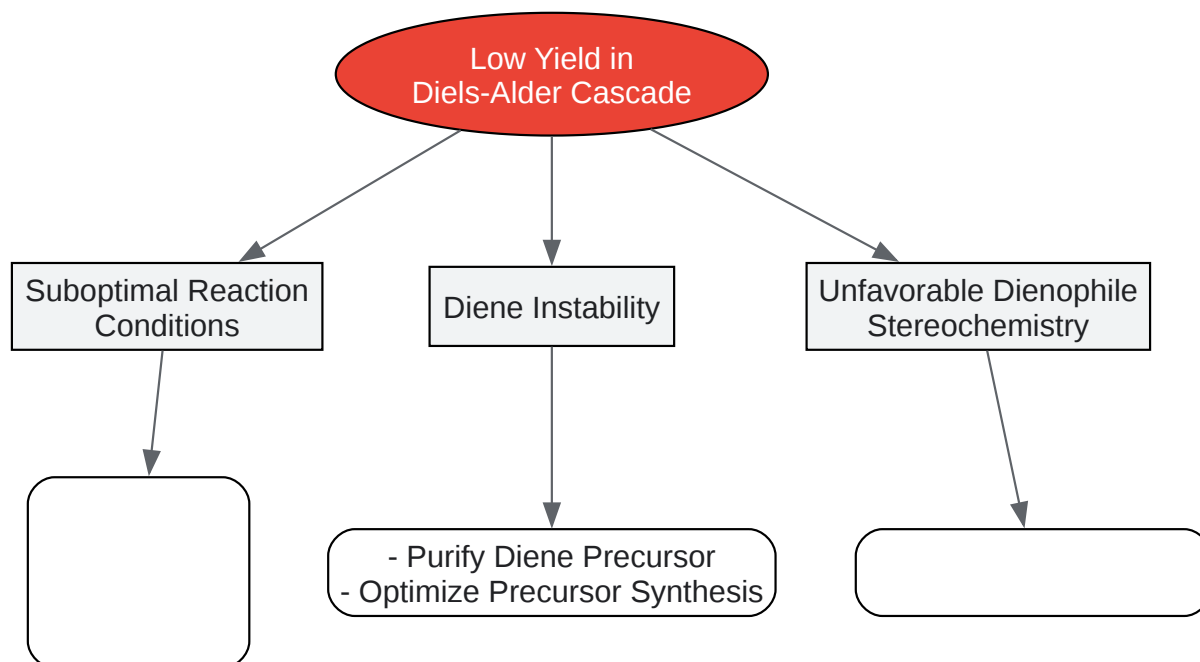 Low Yield in
Diels-Alder Cascade
Suboptimal Reaction
Conditions
Diene Instability
Unfavorable Dienophile
Stereochemistry
- Purify Diene Precursor
- Optimize Precursor Synthesis